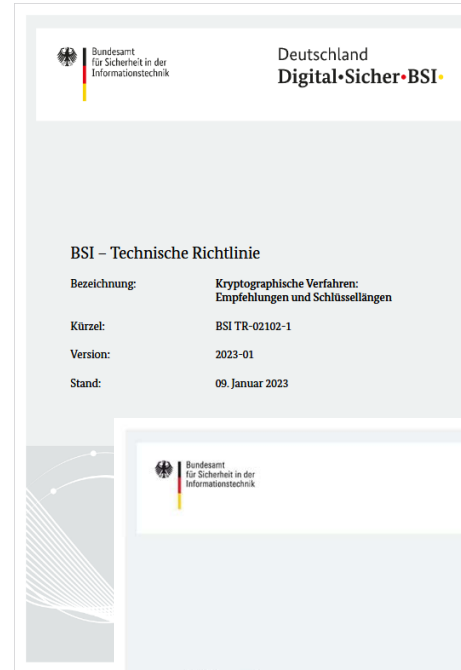 Bundesamt
für Sicherheit in der
Informationstechnik
Deutschland
Digital•Sicher•BSI•
BSI – Technische Richtlinie
Bezeichnung: Kryptographische Verfahren:
Empfehlungen und Schlüssellängen
Kürzel: BSI TR-02102-1
Version: 2023-01
Stand: 09. Januar 2023
Bundesamt
für Sicherheit in der
Informationstechnik